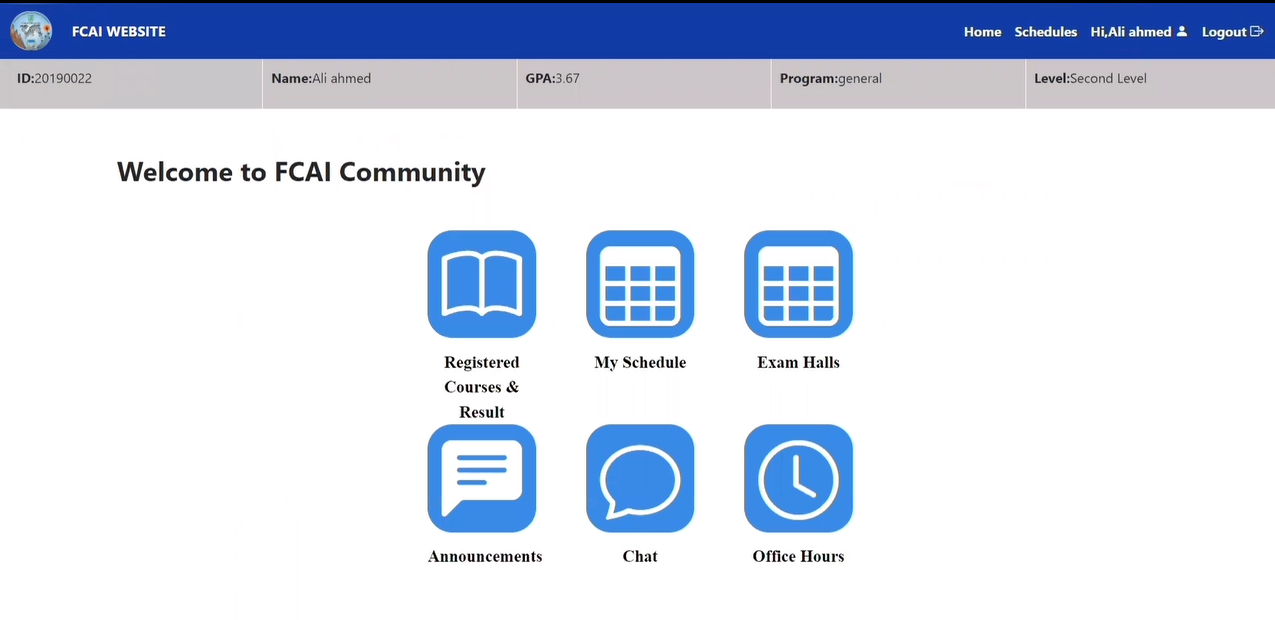 FCAI WEBSITE
Home Schedules Hi,Ali ahmed Logout
ID:20190022 Name:Ali ahmed GPA:3.67 Program:general Level:Second Level
Welcome to FCAI Community
Registered
Courses &
Result
My Schedule
Exam Halls
Announcements
Chat
Office Hours